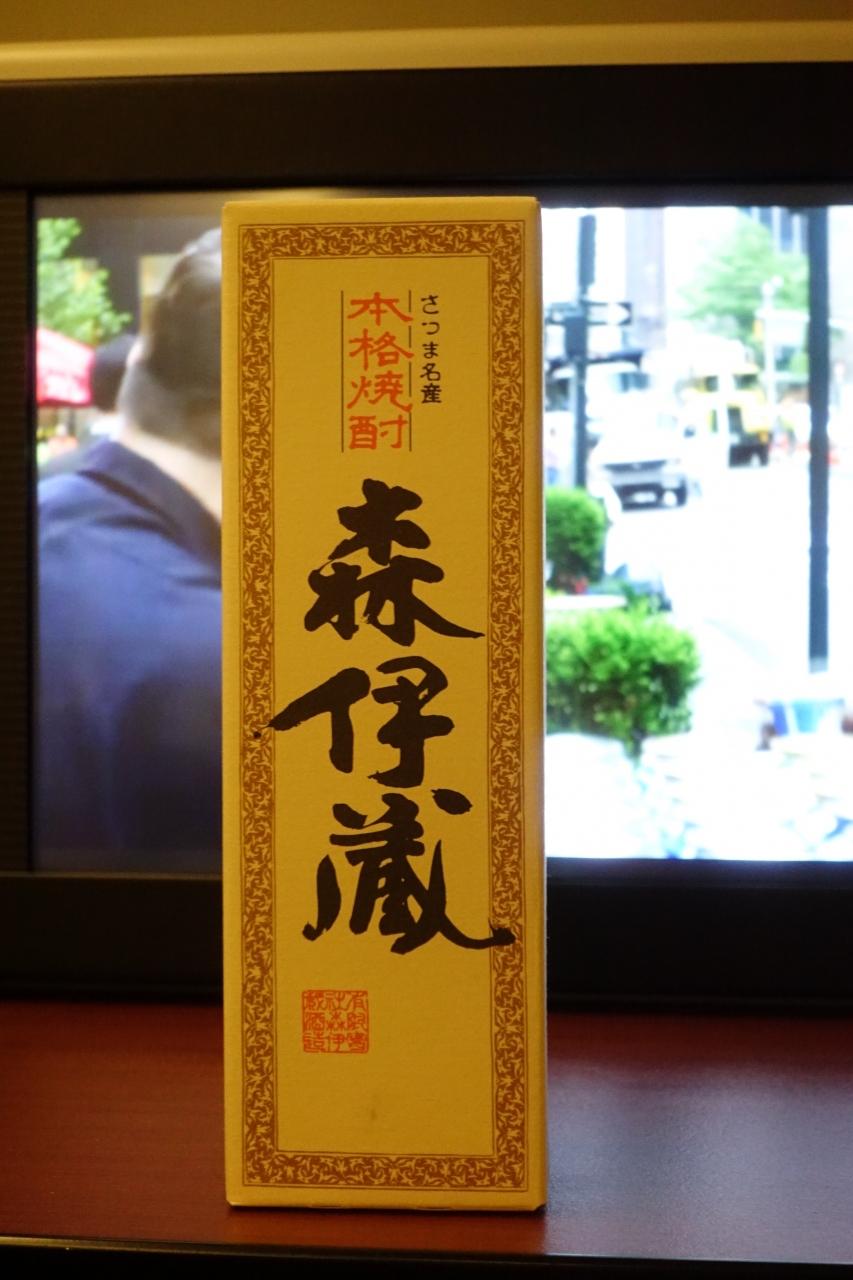 さつま名産
本格焼酎
森伊蔵
有限會
社森伊
蔵酒造